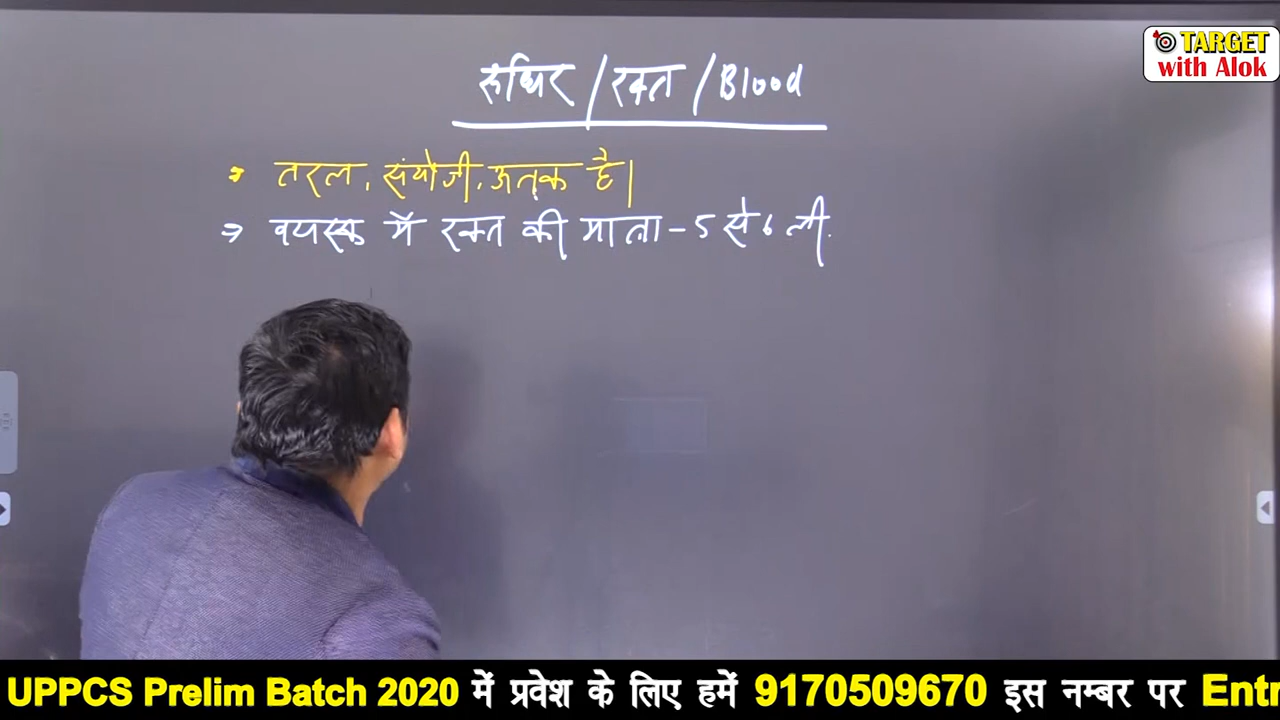 TARGET
with Alok
रुधिर / रक्त / Blood
तरल, संयोजी, ऊतक है।
वयस्क में रक्त की मात्रा - 5 से 6 ली.
UPPCS Prelim Batch 2020 में प्रवेश के लिए हमें 9170509670 इस नम्बर पर Entr